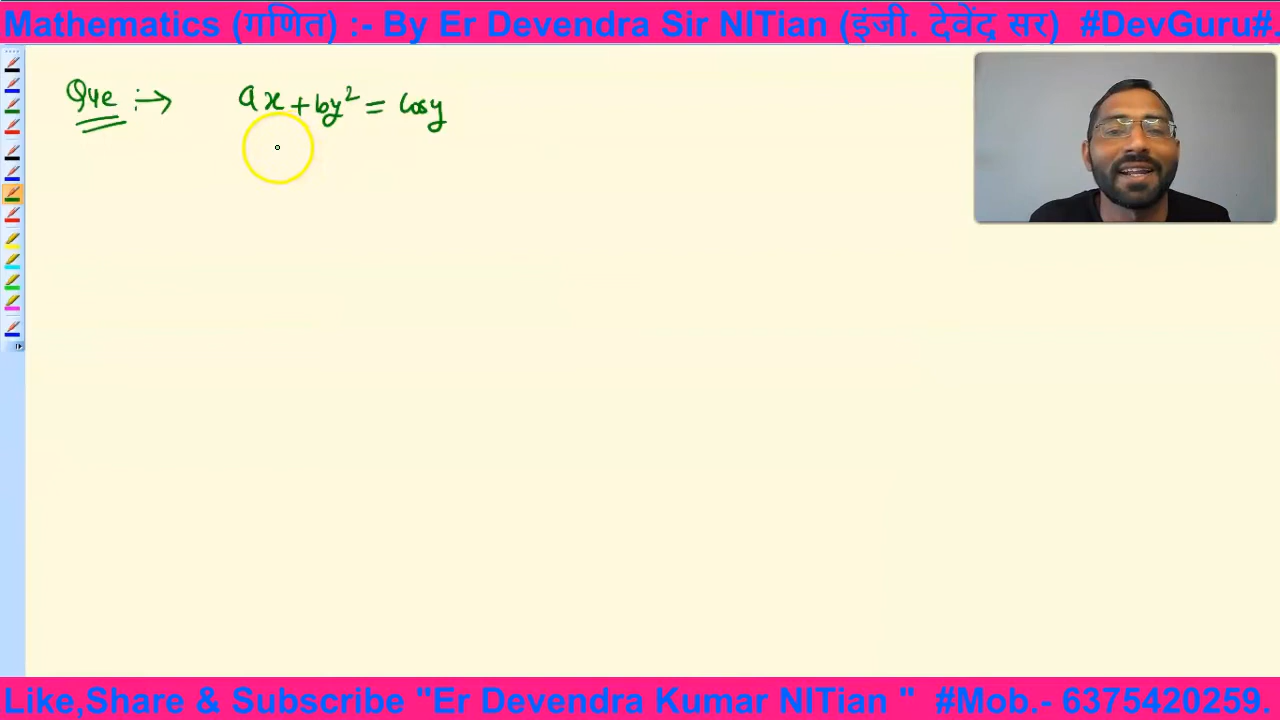 Mathematics (गणित) :- By Er Devendra Sir NITian (इंजी. देवेंद्र सर) #DevGuru#.
Que :→ ax + by² = cosy
Like,Share & Subscribe "Er Devendra Kumar NITian " #Mob.- 6375420259.